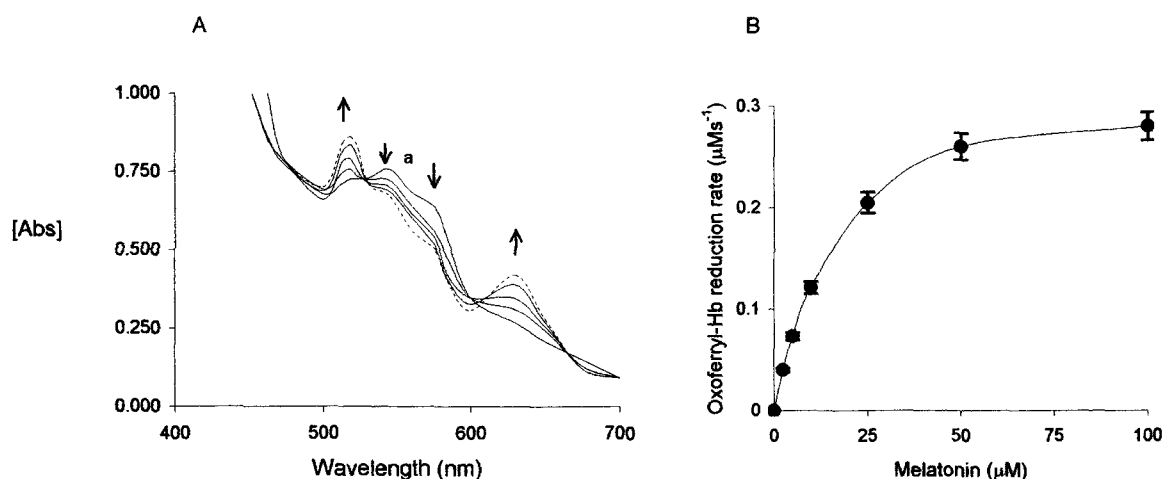 A
1.000
0.750
0.500
0.250
0.000
[Abs]
a
400
500
600
700
Wavelength (nm)
B
Oxoferryl-Hb reduction rate (μMs⁻¹)
0.3
0.2
0.1
0
0
25
50
75
100
Melatonin (μM)